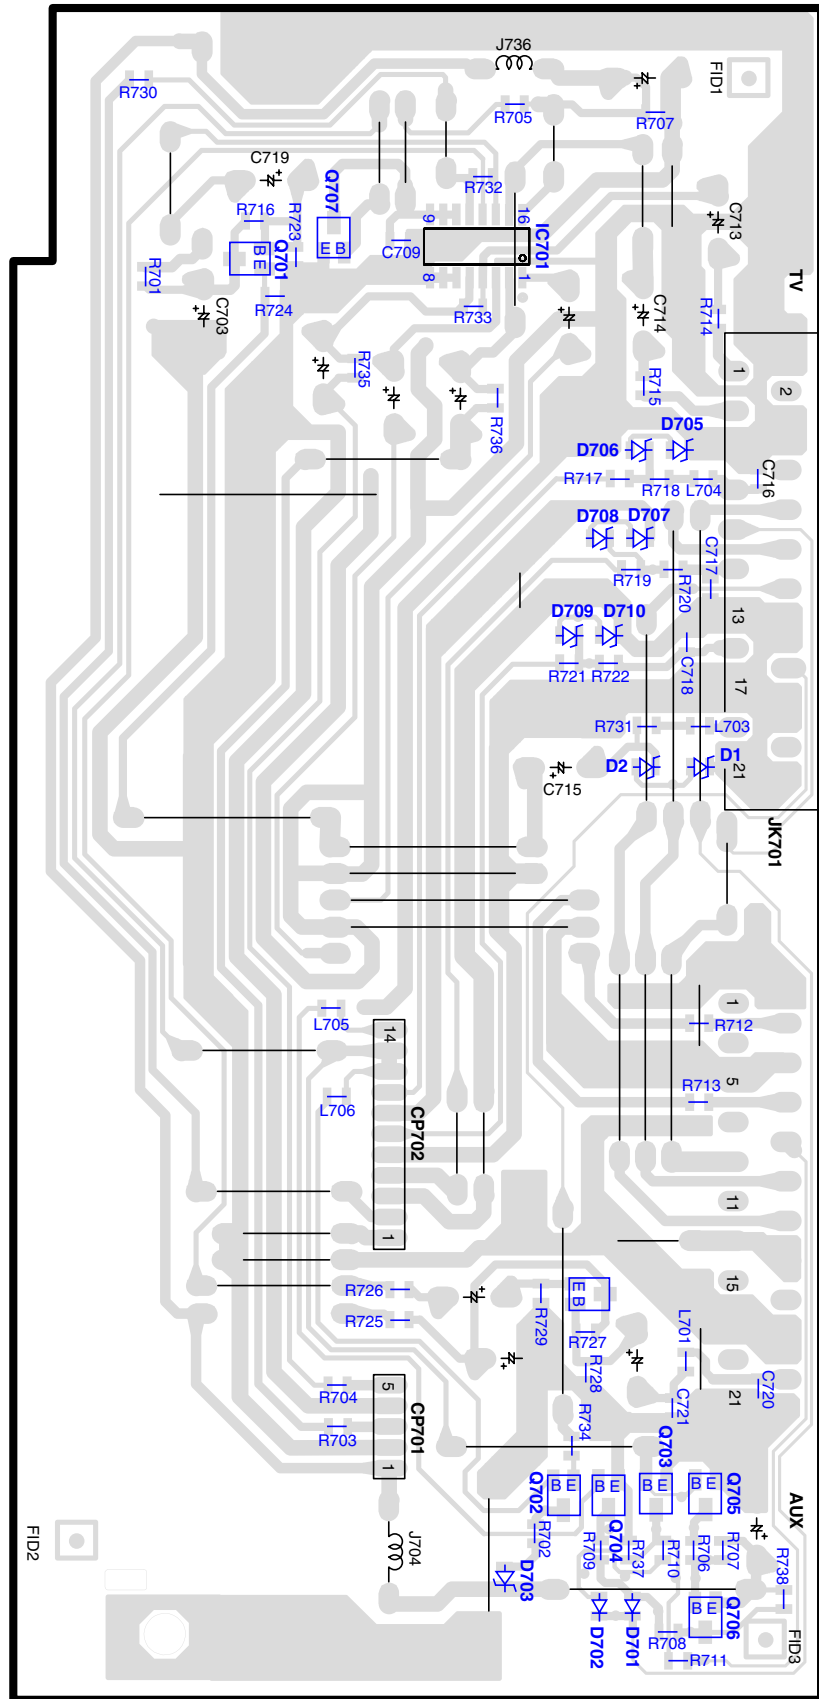 J736
FID1
R730
R705
R707
C719
R732
Q707
R716
R723
9
16
IC701
C713
E B
C709
B E
Q701
8
1
TV
R701
R724
R733
C703
C714
R714
R735
R715
1
2
R736
D706
D705
R717
R718
L704
C716
D708
D707
R719
R720
C717
D709
D710
13
R721
R722
C718
17
R731
L703
D2
D1
21
C715
JK701
1
L705
R712
14
5
R713
L706
CP702
11
1
15
R726
E B
R725
R729
R727
L701
R728
R704
5
CP701
C721
21
C720
R703
R734
Q703
1
Q702
B E
B E
B E
B E
Q705
AUX
FID2
J704
R702
Q704
R709
R737
R710
R706
R707
R738
D703
B E
Q706
D702
D701
R708
FID3
R711